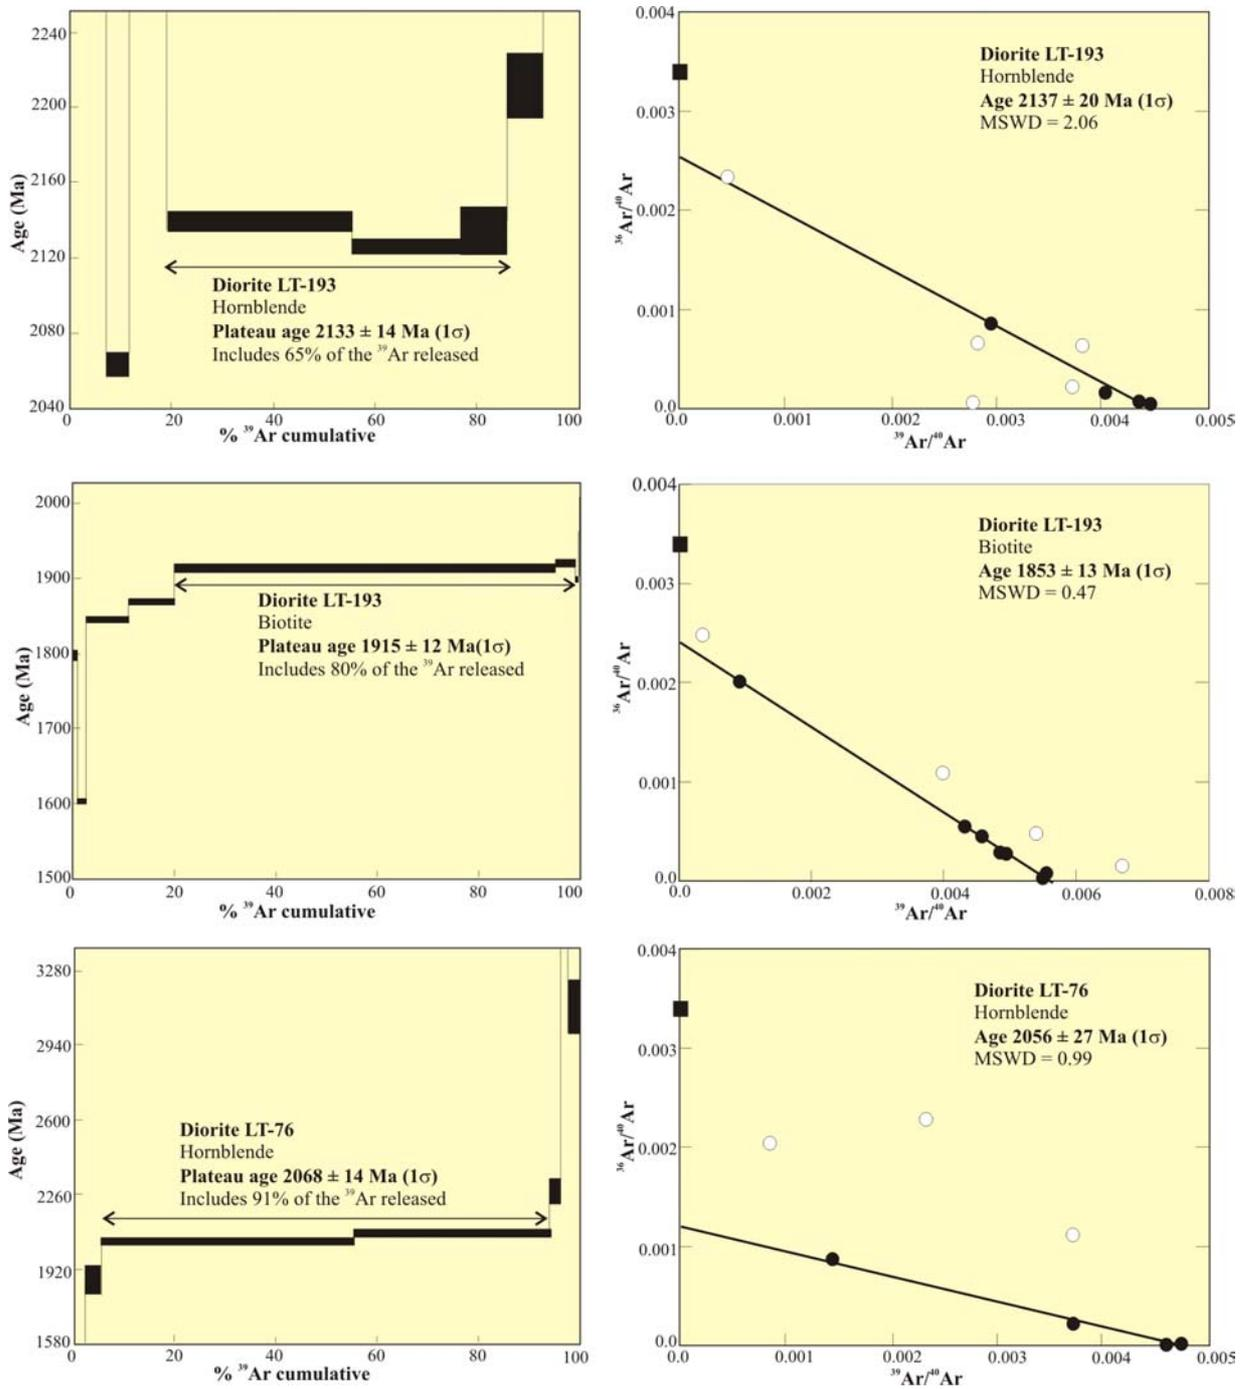 2240
2200
2160
2120
2080
2040
Age (Ma)
0
20
40
60
80
100
% ³⁹Ar cumulative
Diorite LT-193
Hornblende
Plateau age 2133 ± 14 Ma (1σ)
Includes 65% of the ³⁹Ar released
0.004
0.003
0.002
0.001
0.0
³⁶Ar/⁴⁰Ar
0.0
0.001
0.002
0.003
0.004
0.005
³⁹Ar/⁴⁰Ar
Diorite LT-193
Hornblende
Age 2137 ± 20 Ma (1σ)
MSWD = 2.06
2000
1900
1800
1700
1600
1500
Age (Ma)
0
20
40
60
80
100
% ³⁹Ar cumulative
Diorite LT-193
Biotite
Plateau age 1915 ± 12 Ma(1σ)
Includes 80% of the ³⁹Ar released
0.004
0.003
0.002
0.001
0.0
³⁶Ar/⁴⁰Ar
0.0
0.002
0.004
0.006
0.008
³⁹Ar/⁴⁰Ar
Diorite LT-193
Biotite
Age 1853 ± 13 Ma (1σ)
MSWD = 0.47
3280
2940
2600
2260
1920
1580
Age (Ma)
0
20
40
60
80
100
% ³⁹Ar cumulative
Diorite LT-76
Hornblende
Plateau age 2068 ± 14 Ma (1σ)
Includes 91% of the ³⁹Ar released
0.004
0.003
0.002
0.001
0.0
³⁶Ar/⁴⁰Ar
0.0
0.001
0.002
0.003
0.004
0.005
³⁹Ar/⁴⁰Ar
Diorite LT-76
Hornblende
Age 2056 ± 27 Ma (1σ)
MSWD = 0.99